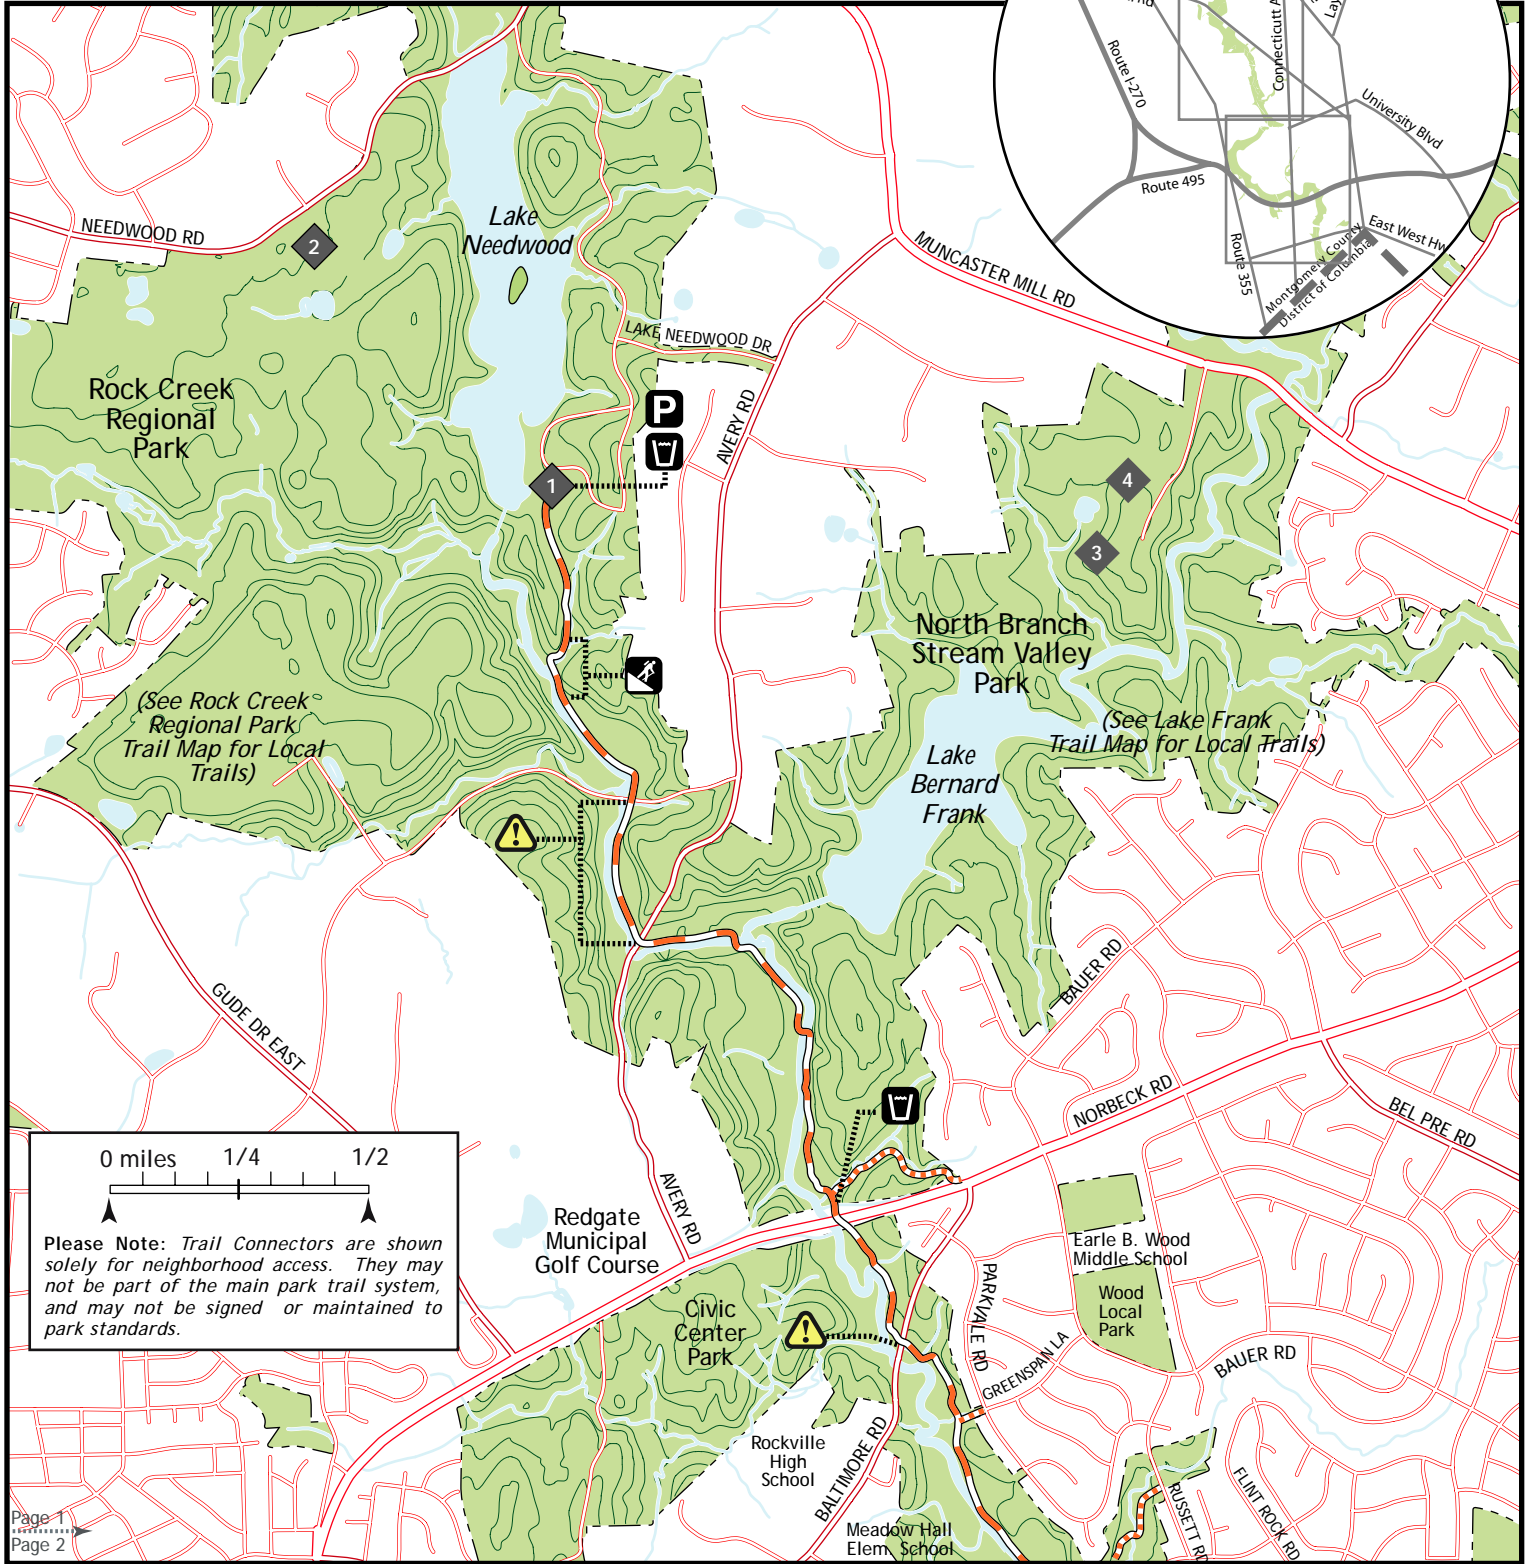 Route I-270
Connecticutt A
Lay
University Blvd
Route 495
Route 355
East West Hw
Montgomery County
District of Columbia
NEEDWOOD RD
2
Lake
Needwood
MUNCASTER MILL RD
LAKE NEEDWOOD DR
Rock Creek
Regional
Park
P
AVERY RD
1
4
3
North Branch
Stream Valley
Park
(See Rock Creek
Regional Park
Trail Map for Local
Trails)
(See Lake Frank
Trail Map for Local Trails)
Lake
Bernard
Frank
!
GUDE DR EAST
BAUER RD
NORBECK RD
BEL PRE RD
0 miles 1/4 1/2
Please Note: Trail Connectors are shown
solely for neighborhood access. They may
not be part of the main park trail system,
and may not be signed or maintained to
park standards.
AVERY RD
Redgate
Municipal
Golf Course
Earle B. Wood
Middle School
Wood
Local
Park
PARKVALE RD
GREENSPAN LA
BAUER RD
Civic
Center
Park
!
Rockville
High
School
BALTIMORE RD
Meadow Hall
Elem. School
RUSSETT RD
FLINT ROCK RD
Page 1
Page 2